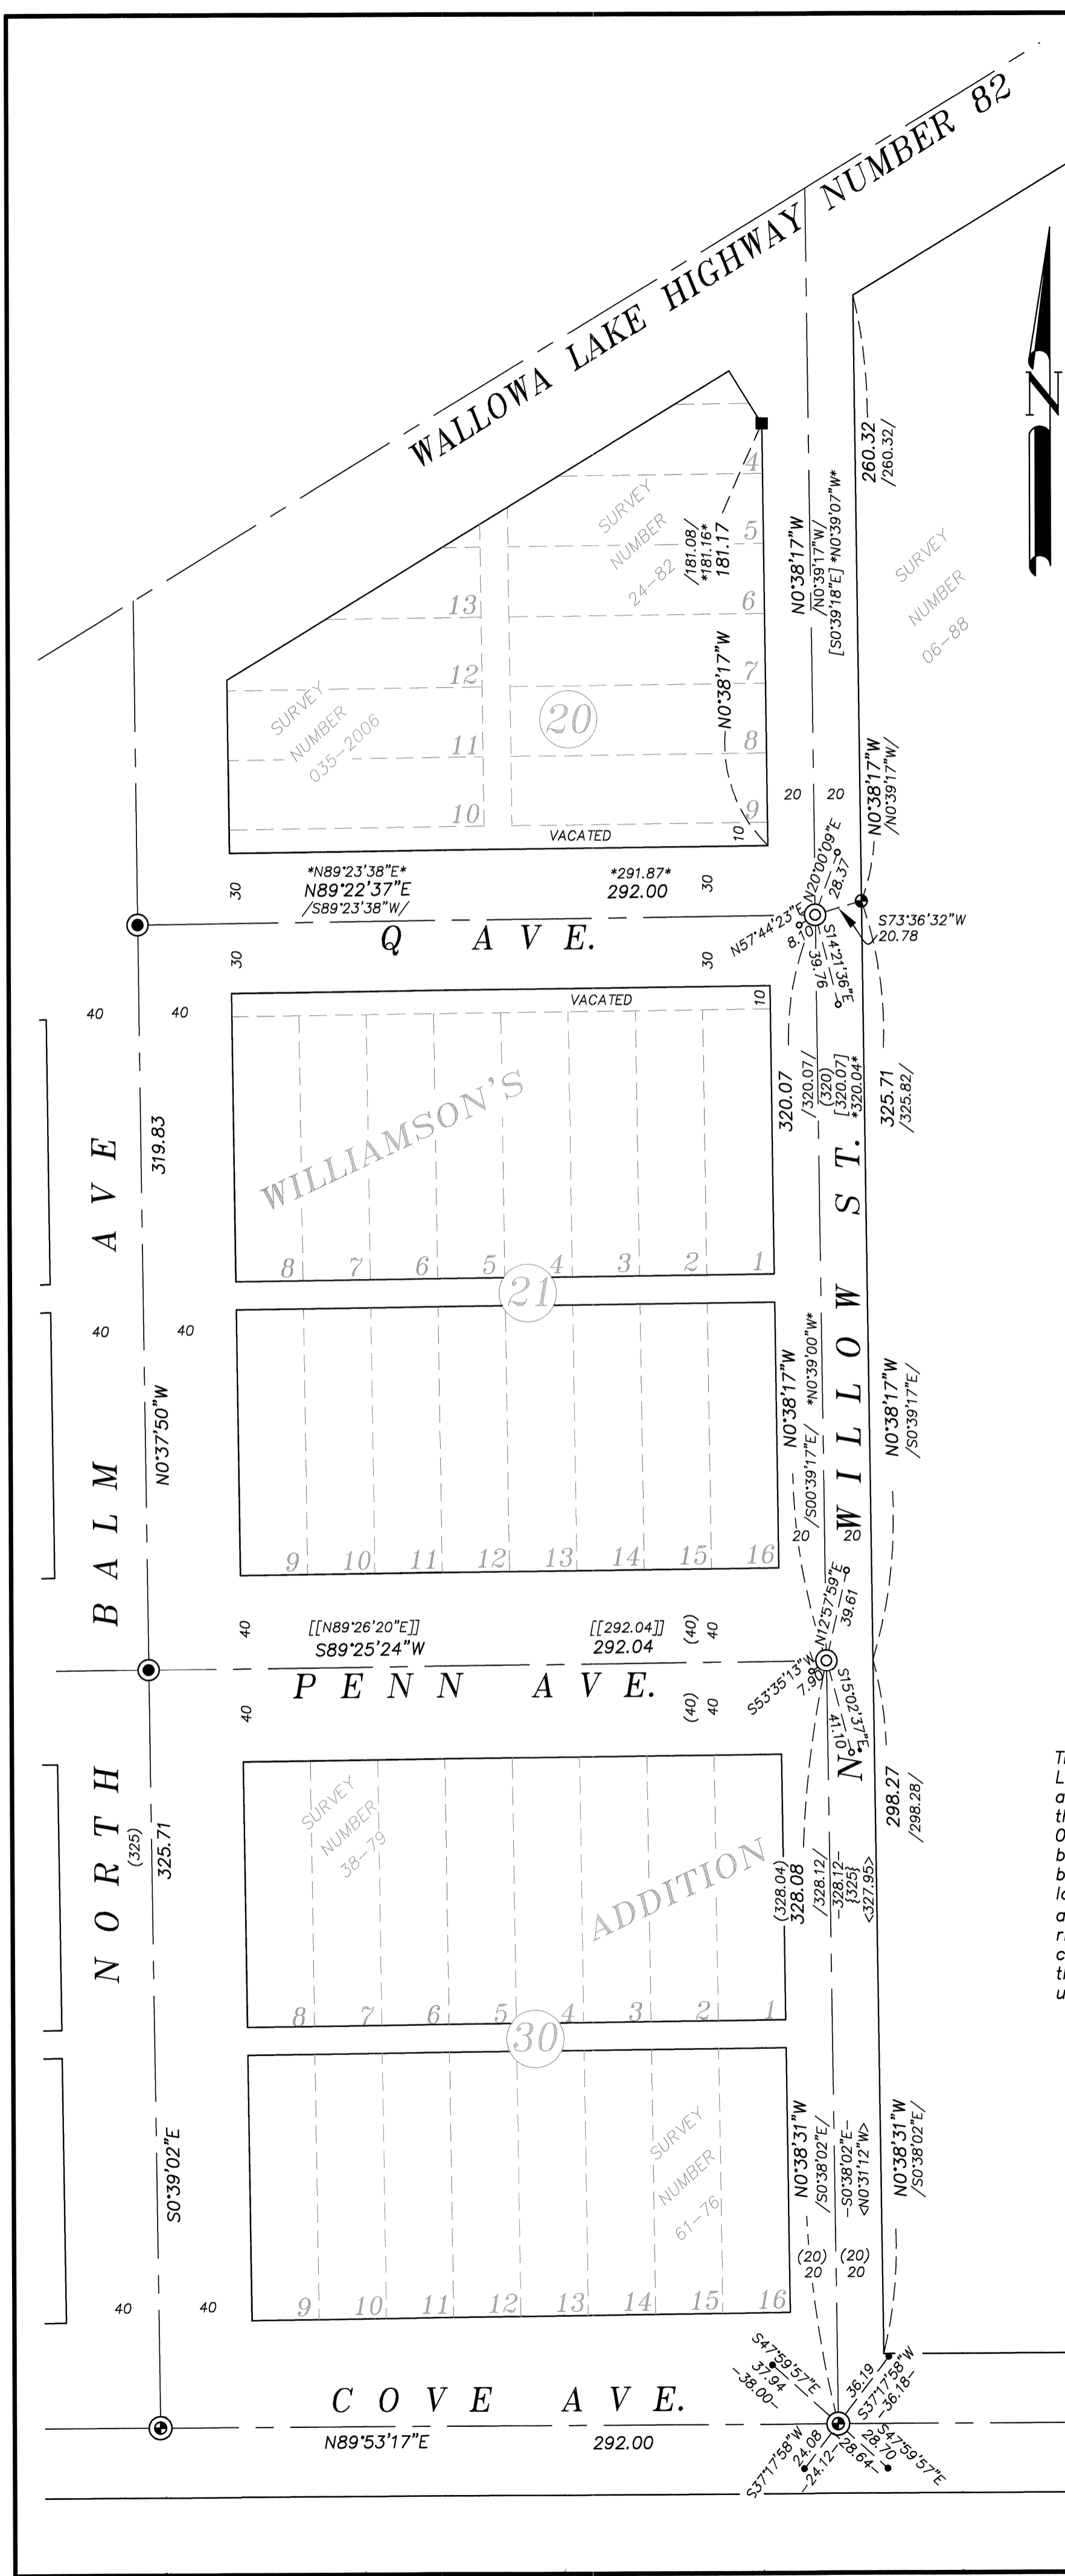 WALLOWA LAKE HIGHWAY NUMBER 82
N
260.32
/260.32/
SURVEY
NUMBER
06-88
N0°38'17"W
/N0°39'17"W/
[S0°39'18"E] *N0°39'07"W*
SURVEY
NUMBER
24-82
/181.08/
*181.16*
181.17
N0°38'17"W
4
5
6
7
8
9
13
12
11
10
20
SURVEY
NUMBER
035-2006
VACATED
10
20
20
N0°38'17"W
/N0°39'17"W/
30
*N89°23'38"E*
N89°22'37"E
/S89°23'38"W/
*291.87*
292.00
30
N20°00'09"E
28.37
N57°44'23"E
8.10
S73°36'32"W
20.78
S14°21'36"E
39.76
Q AVE.
30
30
VACATED
10
40
40
320.07
/320.07/
(320)
[320.07]
*320.04*
325.71
/325.82/
319.83
WILLIAMSON'S
8 7 6 5 4 3 2 1
21
40
40
N0°37'50"W
N0°38'17"W
/S00°39'17"E/ *N0°39'00"W*
N0°38'17"W
/S0°39'17"E/
20
20
9 10 11 12 13 14 15 16
N. WILLOW ST.
NORTH BALM AVE
40
[[N89°26'20"E]]
S89°25'24"W
[[292.04]]
292.04
(40)
40
N12°57'59"E
39.61
S53°35'13"W
7.90
S15°02'37"E
41.10
PENN AVE.
40
(40)
40
298.27
/298.28/
(325)
325.71
SURVEY
NUMBER
38-79
ADDITION
(328.04)
328.08
/328.12/
-328.12-
{325}
<327.95>
8 7 6 5 4 3 2 1
30
SURVEY
NUMBER
61-76
S0°39'02"E
N0°38'31"W
/S0°38'02"E/
-S0°38'02"E-
<N0°31'12"W>
N0°38'31"W
/S0°38'02"E/
(20)
20
(20)
20
9 10 11 12 13 14 15 16
40
40
S47°59'57"E
37.94
-38.00-
36.19
S37°17'58"W
-36.18-
COVE AVE.
N89°53'17"E
292.00
S37°17'58"W
24.08
-24.12-
S47°59'57"E
28.70
-28.64-